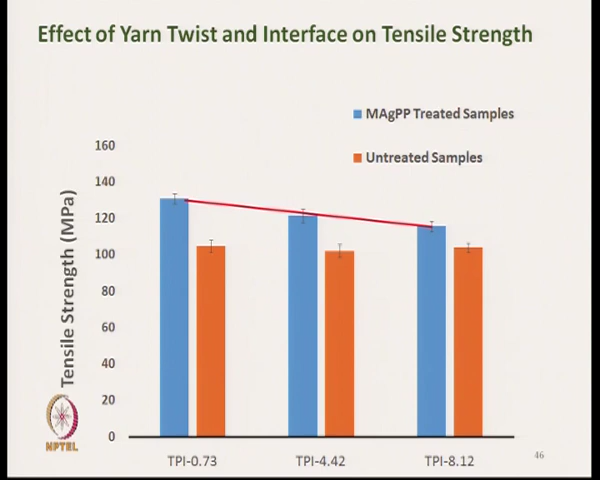 Effect of Yarn Twist and Interface on Tensile Strength
MAgPP Treated Samples
Untreated Samples
Tensile Strength (MPa)
160
140
120
100
80
60
40
20
0
TPI-0.73
TPI-4.42
TPI-8.12
NPTEL
46